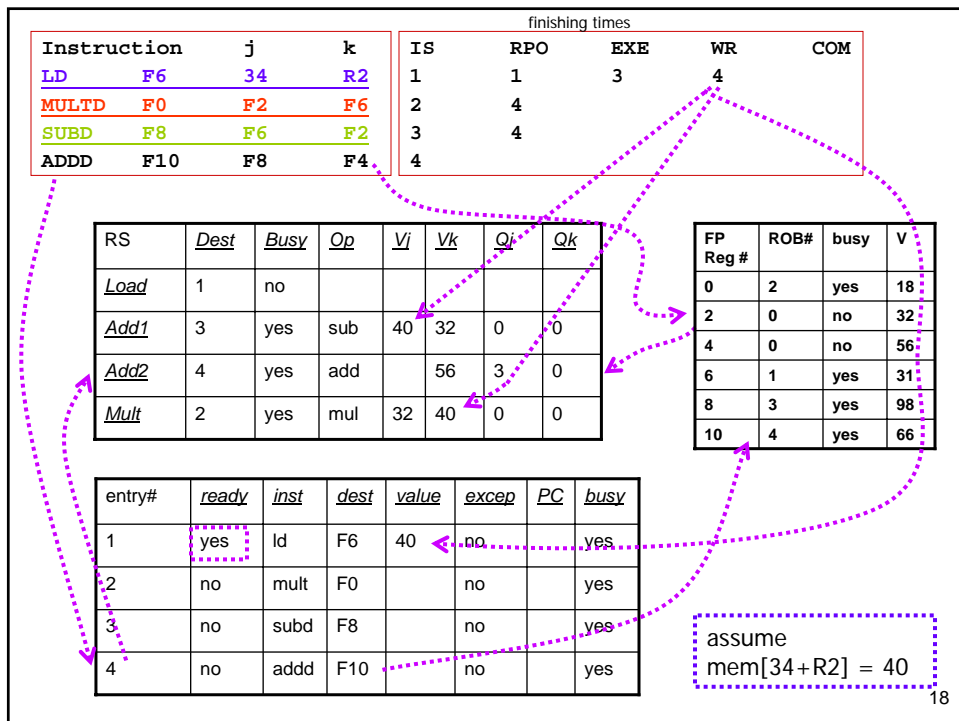 finishing times
Instruction j k IS RPO EXE WR COM
LD F6 34 R2 1 1 3 4
MULTD F0 F2 F6 2 4
SUBD F8 F6 F2 3 4
ADDD F10 F8 F4 4
RS Dest Busy Op Vj Vk Qj Qk
Load 1 no
Add1 3 yes sub 40 32 0 0
Add2 4 yes add 56 3 0
Mult 2 yes mul 32 40 0 0
FP Reg # ROB# busy V
0 2 yes 18
2 0 no 32
4 0 no 56
6 1 yes 31
8 3 yes 98
10 4 yes 66
entry# ready inst dest value excep PC busy
1 yes ld F6 40 no yes
2 no mult F0 no yes
3 no subd F8 no yes
4 no addd F10 no yes
assume
mem[34+R2] = 40
18